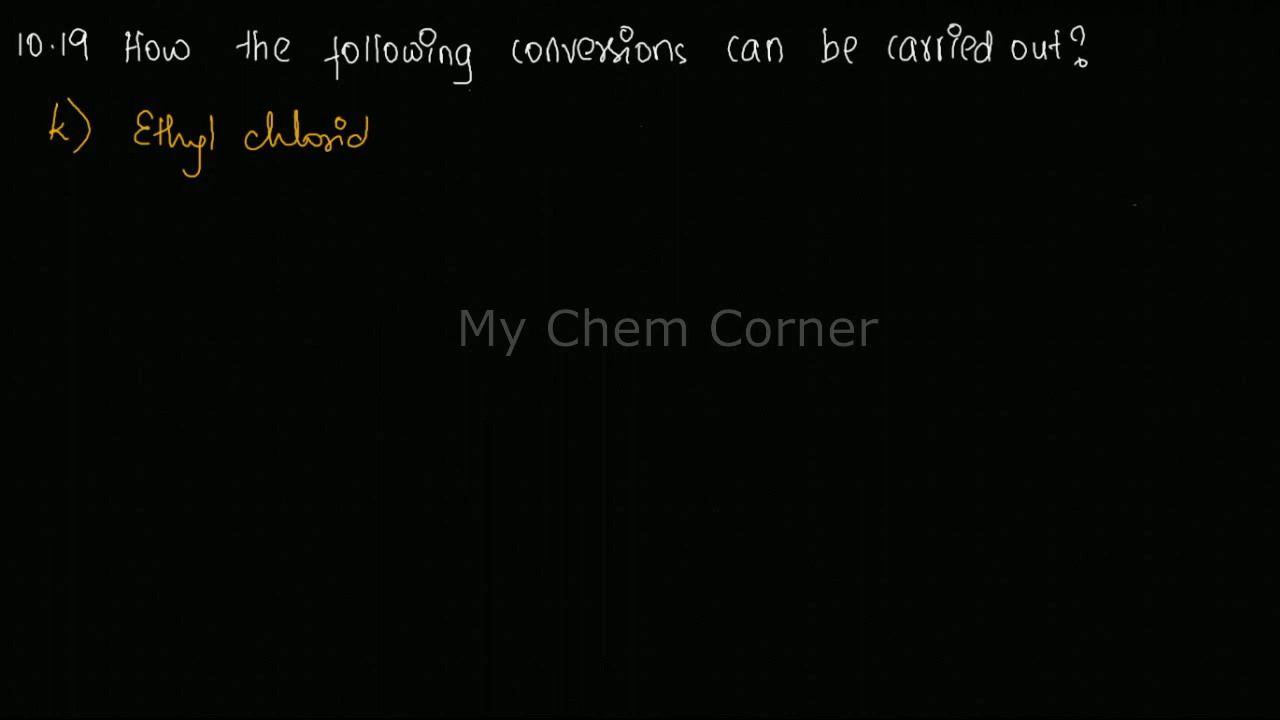 10.19 How the following conversions can be carried out?
k) Ethyl chlorid
My Chem Corner